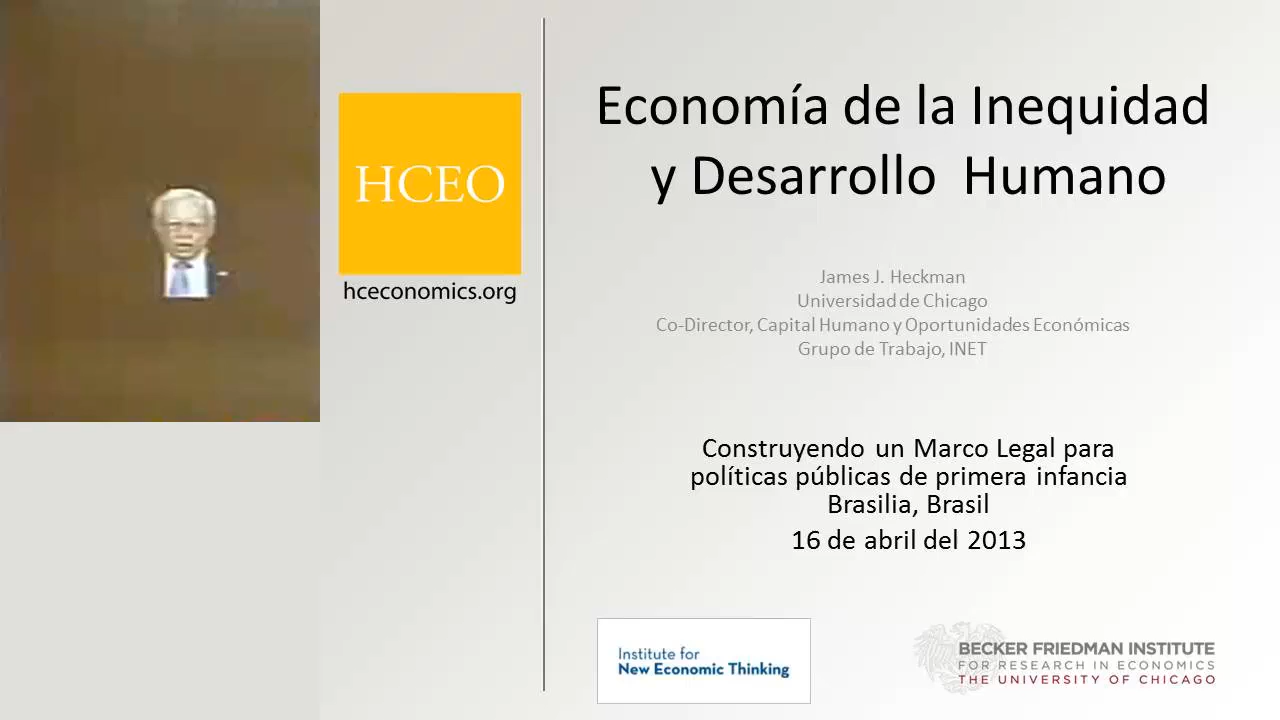 HCEO
hceconomics.org
Economía de la Inequidad
y Desarrollo Humano
James J. Heckman
Universidad de Chicago
Co-Director, Capital Humano y Oportunidades Económicas
Grupo de Trabajo, INET
Construyendo un Marco Legal para
políticas públicas de primera infancia
Brasilia, Brasil
16 de abril del 2013
Institute for
New Economic Thinking
BECKER FRIEDMAN INSTITUTE
FOR RESEARCH IN ECONOMICS
THE UNIVERSITY OF CHICAGO